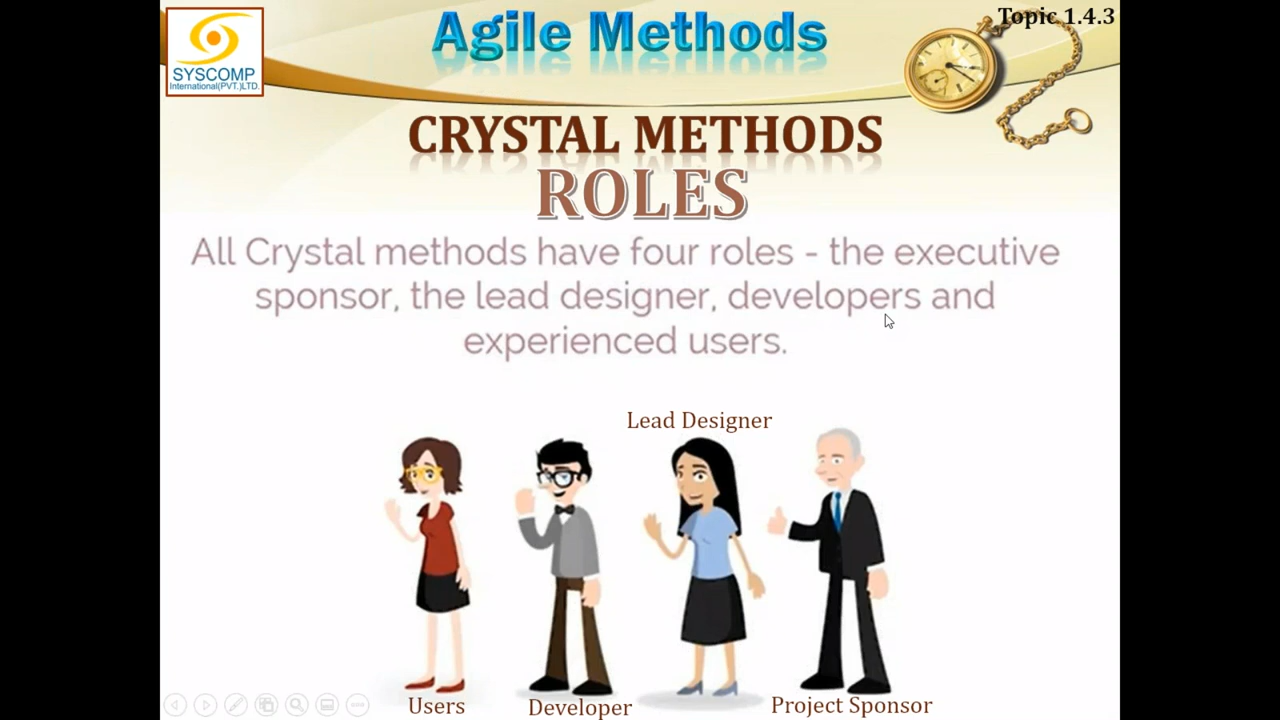 Topic 1.4.3
Agile Methods
SYSCOMP
International(PVT.)LTD.
CRYSTAL METHODS
ROLES
All Crystal methods have four roles - the executive
sponsor, the lead designer, developers and
experienced users.
Lead Designer
Users
Developer
Project Sponsor